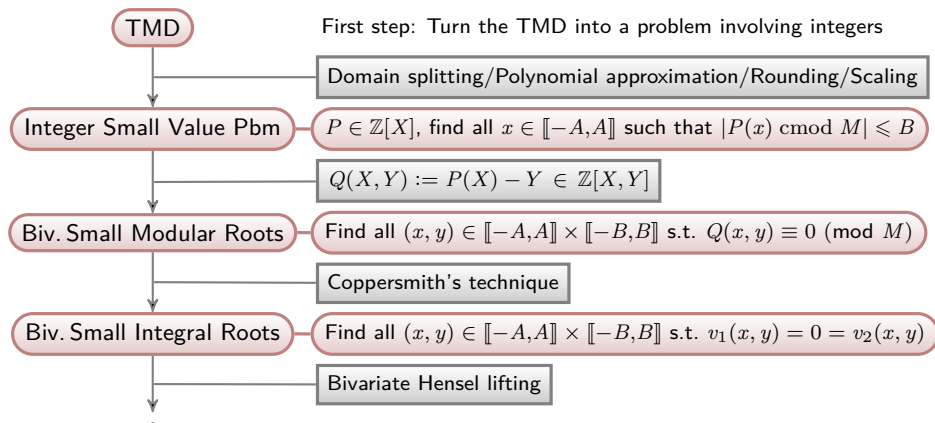 TMD
First step: Turn the TMD into a problem involving integers
Domain splitting/Polynomial approximation/Rounding/Scaling
Integer Small Value Pbm
P ∈ ℤ[X], find all x ∈ ⟦−A,A⟧ such that |P(x) cmod M| ⩽ B
Q(X,Y) := P(X) − Y ∈ ℤ[X,Y]
Biv. Small Modular Roots
Find all (x,y) ∈ ⟦−A,A⟧ × ⟦−B,B⟧ s.t. Q(x,y) ≡ 0 (mod M)
Coppersmith's technique
Biv. Small Integral Roots
Find all (x,y) ∈ ⟦−A,A⟧ × ⟦−B,B⟧ s.t. v₁(x,y) = 0 = v₂(x,y)
Bivariate Hensel lifting